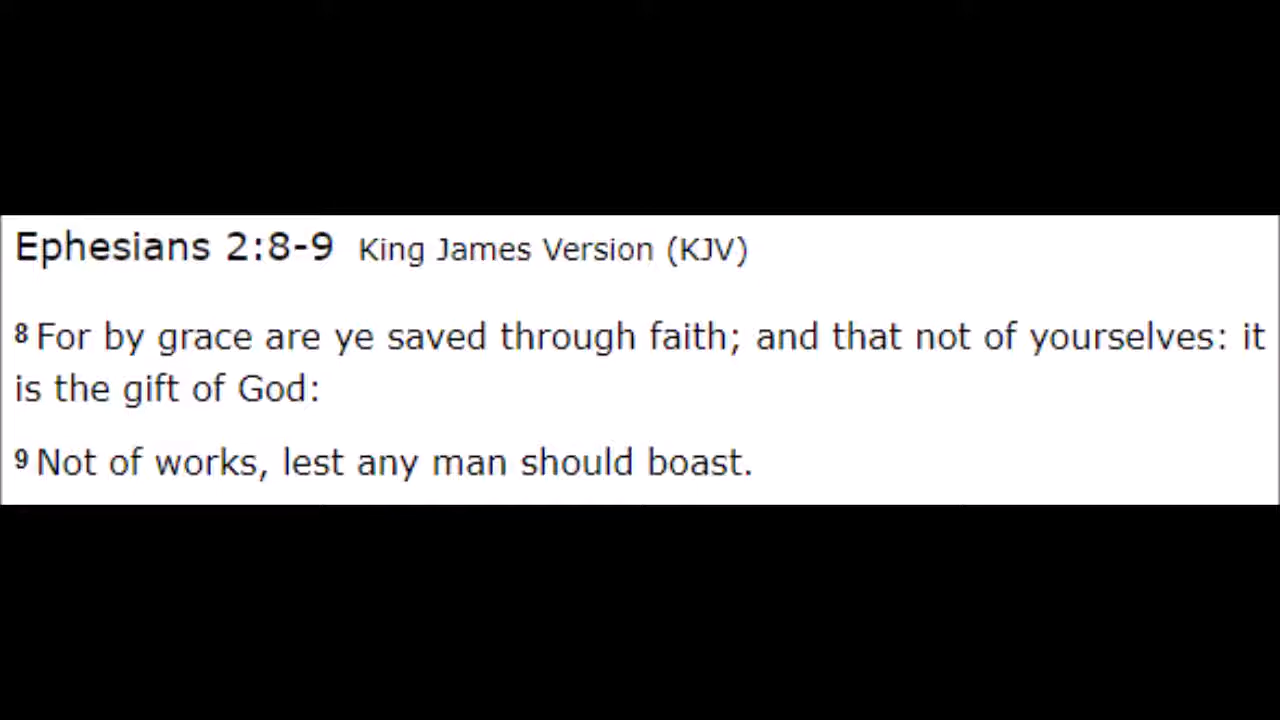 Ephesians 2:8-9 King James Version (KJV)
8 For by grace are ye saved through faith; and that not of yourselves: it
is the gift of God:
9 Not of works, lest any man should boast.